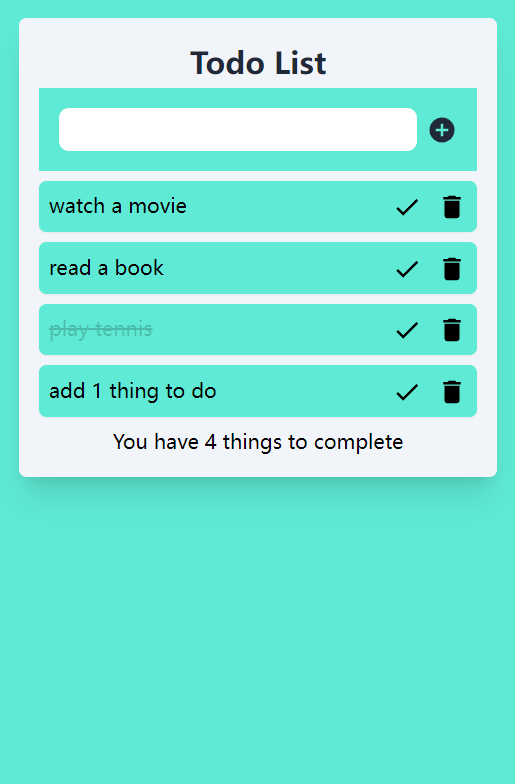 Todo List
watch a movie
read a book
play tennis
add 1 thing to do
You have 4 things to complete